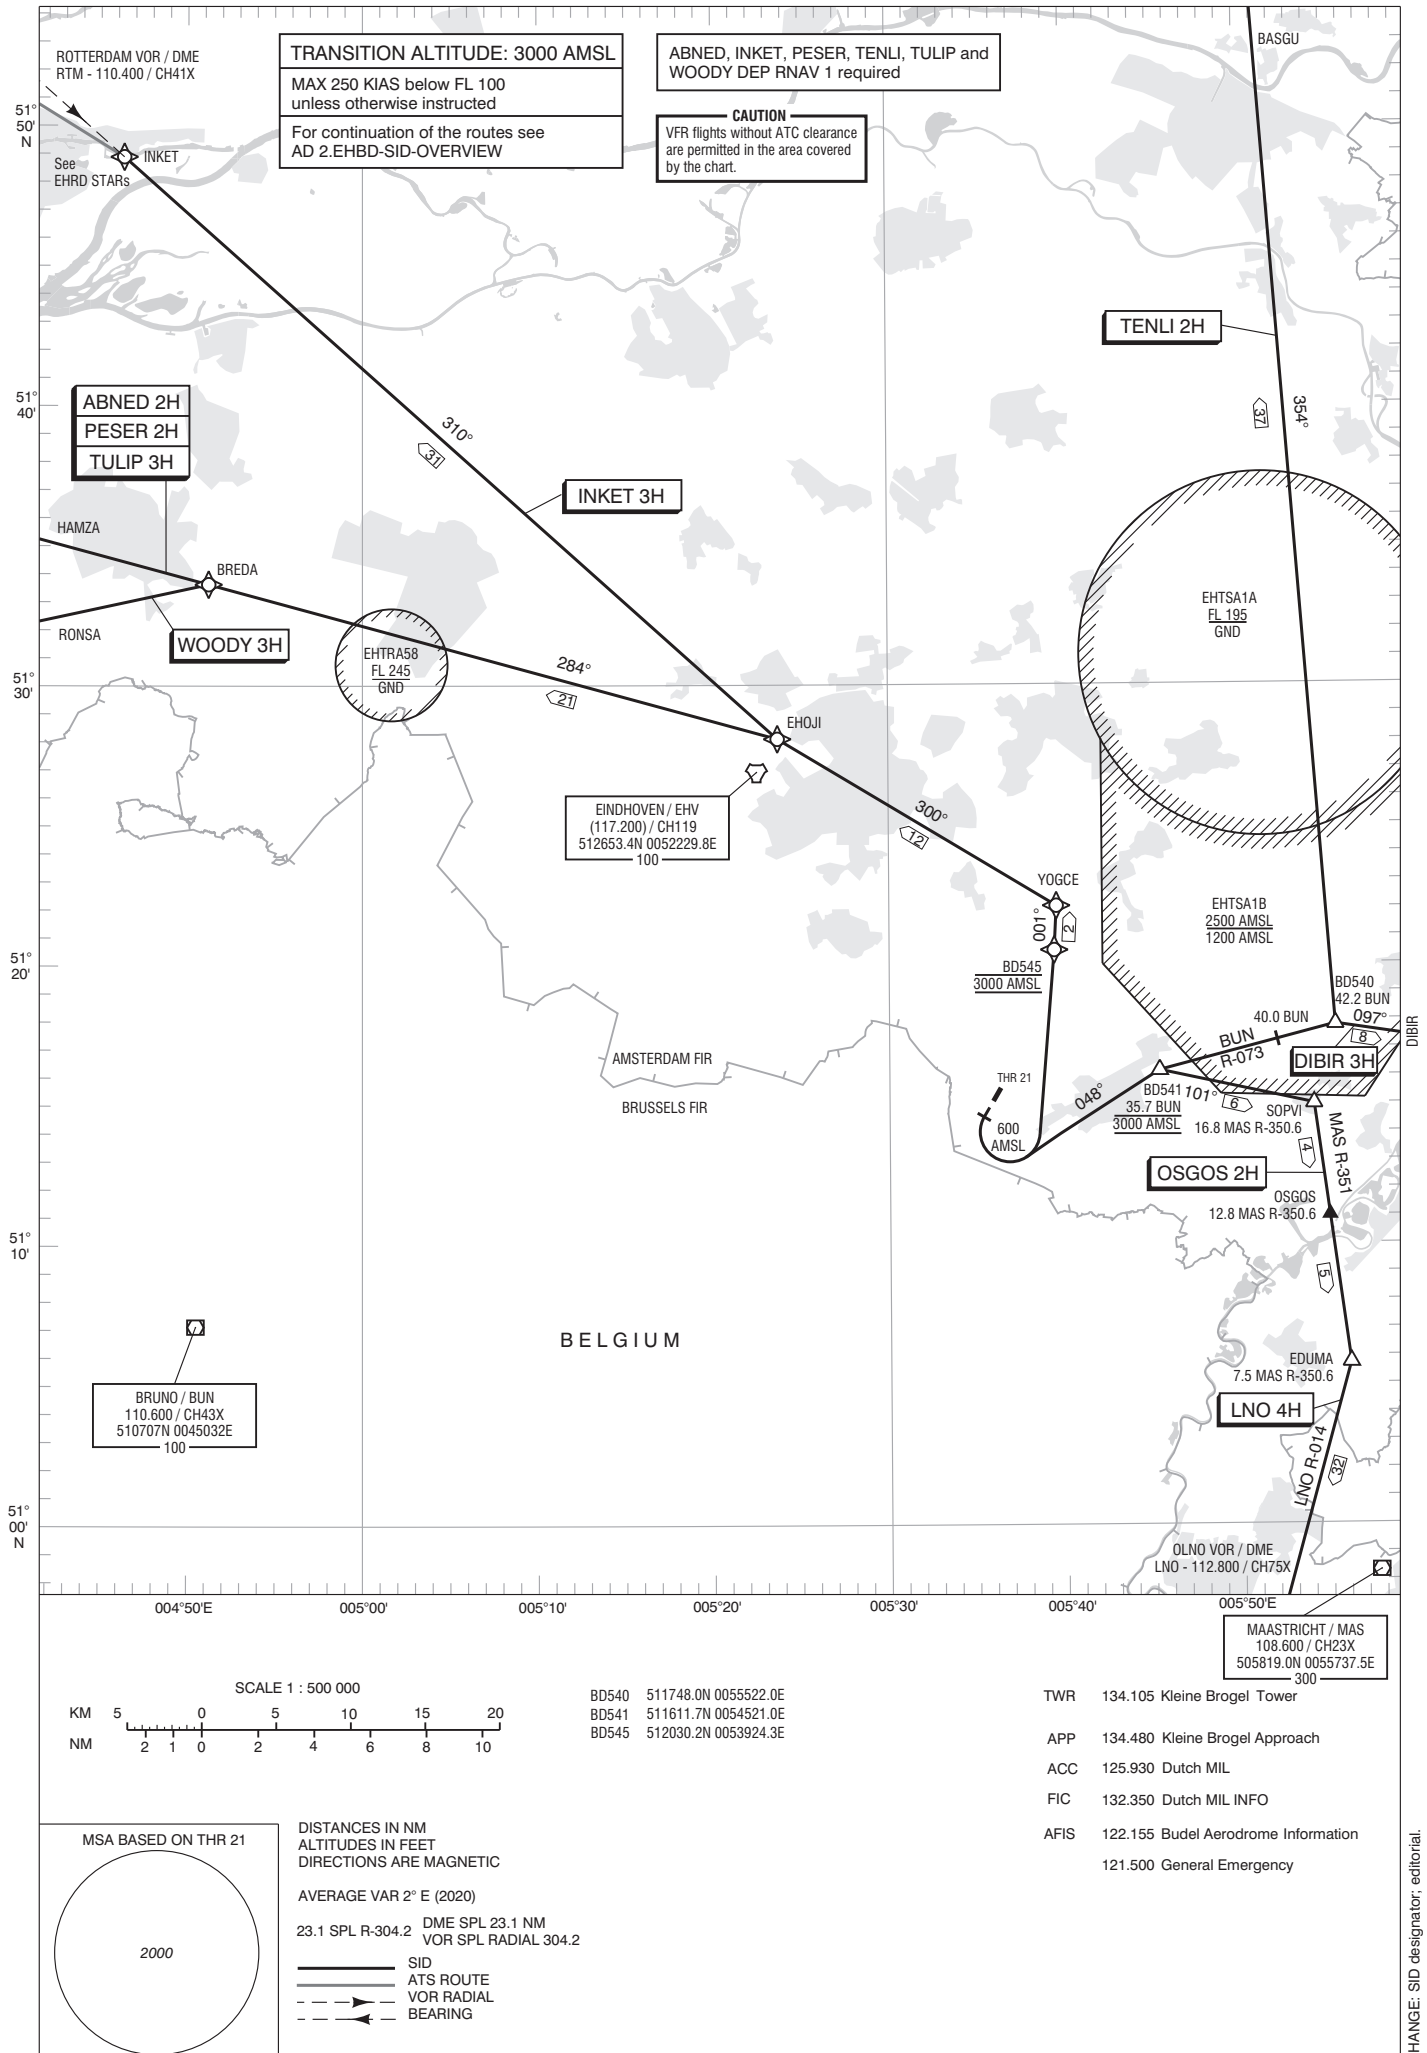 BASGU
ROTTERDAM VOR / DME
RTM - 110.400 / CH41X
TRANSITION ALTITUDE: 3000 AMSL
MAX 250 KIAS below FL 100
unless otherwise instructed
For continuation of the routes see
AD 2.EHBD-SID-OVERVIEW
ABNED, INKET, PESER, TENLI, TULIP and
WOODY DEP RNAV 1 required
CAUTION
VFR flights without ATC clearance
are permitted in the area covered
by the chart.
51°
50'
N
INKET
See
EHRD STARs
TENLI 2H
51°
40'
ABNED 2H
PESER 2H
TULIP 3H
310°
31
37
354°
INKET 3H
HAMZA
BREDA
RONSA
WOODY 3H
EHTRA58
FL 245
GND
284°
21
EHTSA1A
FL 195
GND
51°
30'
EHOJI
EINDHOVEN / EHV
(117.200) / CH119
512653.4N 0052229.8E
100
300°
12
YOGCE
001°
2
EHTSA1B
2500 AMSL
1200 AMSL
51°
20'
BD545
3000 AMSL
BD540
42.2 BUN
40.0 BUN
097°
8
DIBIR
BUN
R-073
DIBIR 3H
AMSTERDAM FIR
BRUSSELS FIR
THR 21
600
AMSL
048°
BD541
35.7 BUN
3000 AMSL
101°
6
SOPVI
16.8 MAS R-350.6
4
MAS R-351
OSGOS 2H
OSGOS
12.8 MAS R-350.6
51°
10'
5
BELGIUM
EDUMA
7.5 MAS R-350.6
BRUNO / BUN
110.600 / CH43X
510707N 0045032E
100
LNO 4H
LNO R-014
32
51°
00'
N
OLNO VOR / DME
LNO - 112.800 / CH75X
004°50'E
005°00'
005°10'
005°20'
005°30'
005°40'
005°50'E
MAASTRICHT / MAS
108.600 / CH23X
505819.0N 0055737.5E
300
SCALE 1 : 500 000
KM 5 0 5 10 15 20
NM 2 1 0 2 4 6 8 10
BD540 511748.0N 0055522.0E
BD541 511611.7N 0054521.0E
BD545 512030.2N 0053924.3E
TWR 134.105 Kleine Brogel Tower
APP 134.480 Kleine Brogel Approach
ACC 125.930 Dutch MIL
FIC 132.350 Dutch MIL INFO
AFIS 122.155 Budel Aerodrome Information
121.500 General Emergency
MSA BASED ON THR 21
2000
DISTANCES IN NM
ALTITUDES IN FEET
DIRECTIONS ARE MAGNETIC
AVERAGE VAR 2° E (2020)
23.1 SPL R-304.2
DME SPL 23.1 NM
VOR SPL RADIAL 304.2
SID
ATS ROUTE
VOR RADIAL
BEARING
HANGE: SID designator; editorial.